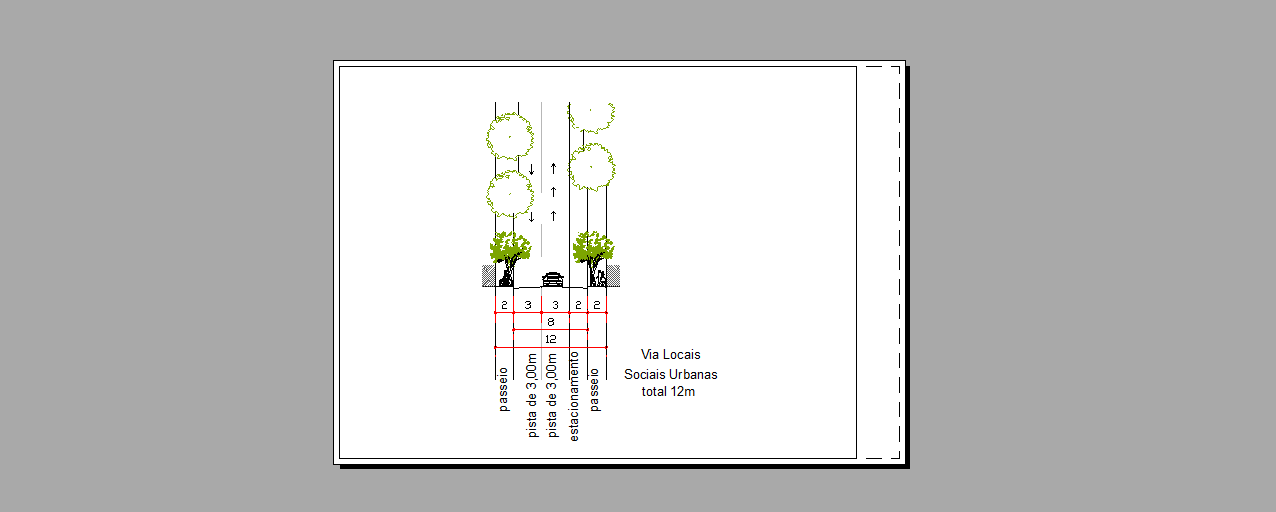 2 3 3 2 2
8
12
passeio
pista de 3,00m
pista de 3,00m
estacionamento
passeio
Via Locais
Sociais Urbanas
total 12m